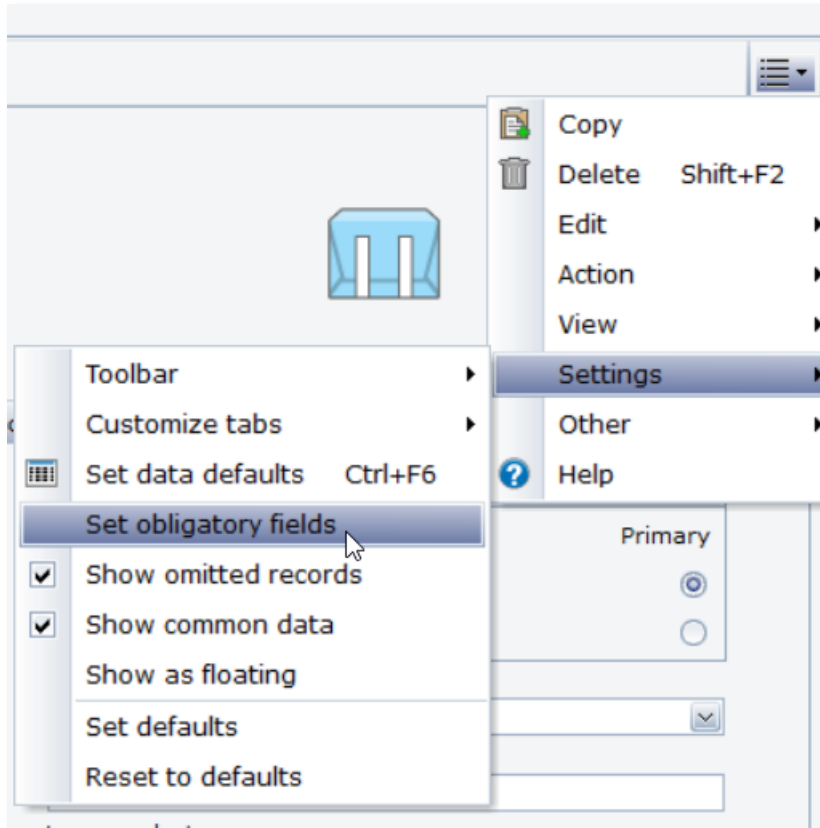 Copy
Delete Shift+F2
Edit
Action
View
Settings
Other
Help
Toolbar
Customize tabs
Set data defaults Ctrl+F6
Set obligatory fields
Show omitted records
Show common data
Show as floating
Set defaults
Reset to defaults
Primary